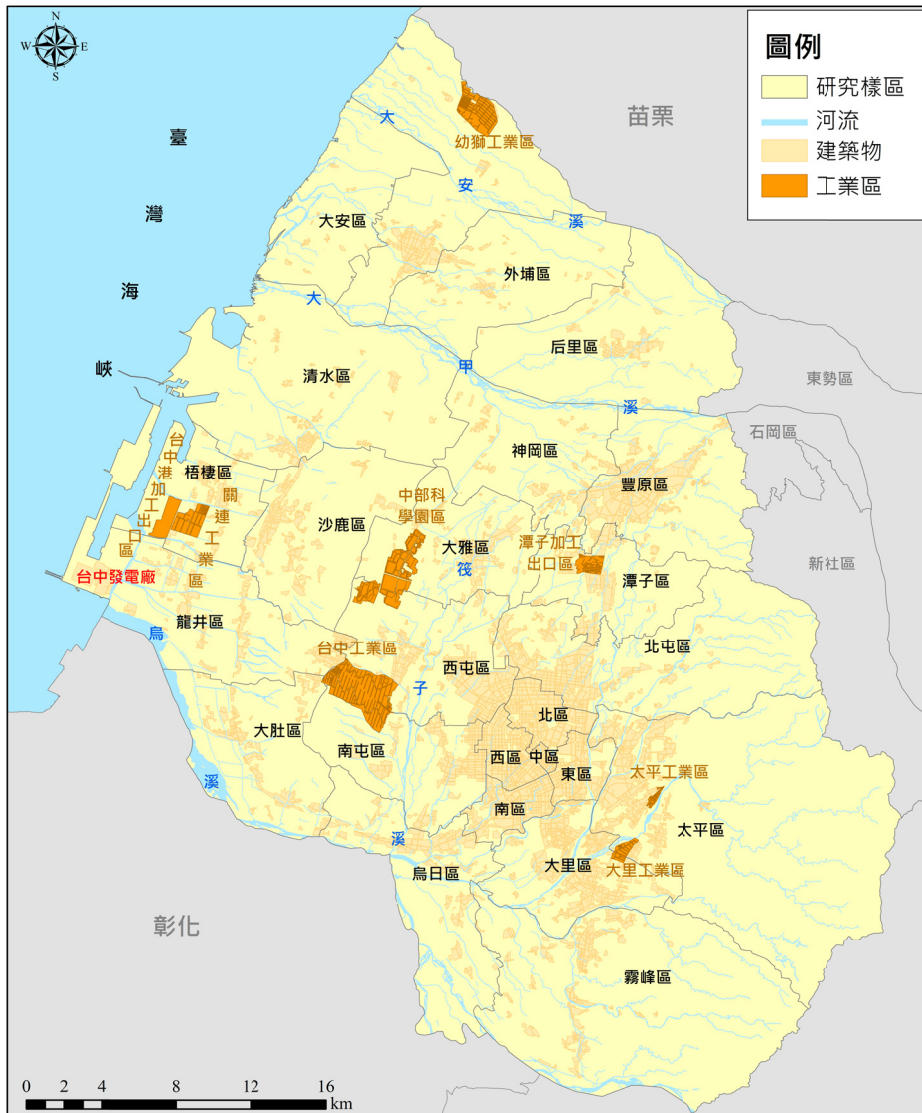 N
W E
S
圖例
研究樣區
河流
建築物
工業區
苗栗
臺灣海峽
幼獅工業區
大安溪
大安區
外埔區
大甲溪
后里區
清水區
東勢區
石岡區
神岡區
豐原區
梧棲區
台中港加工出口區
關連工業區
中部科
學園區
沙鹿區
大雅區
潭子加工
出口區
新社區
潭子區
台中發電廠
龍井區
筏子溪
北屯區
台中工業區
西屯區
烏溪
大肚區
南屯區
北區
西區
中區
東區
太平工業區
南區
太平區
大里區
大里工業區
烏日區
彰化
霧峰區
0 2 4 8 12 16
km